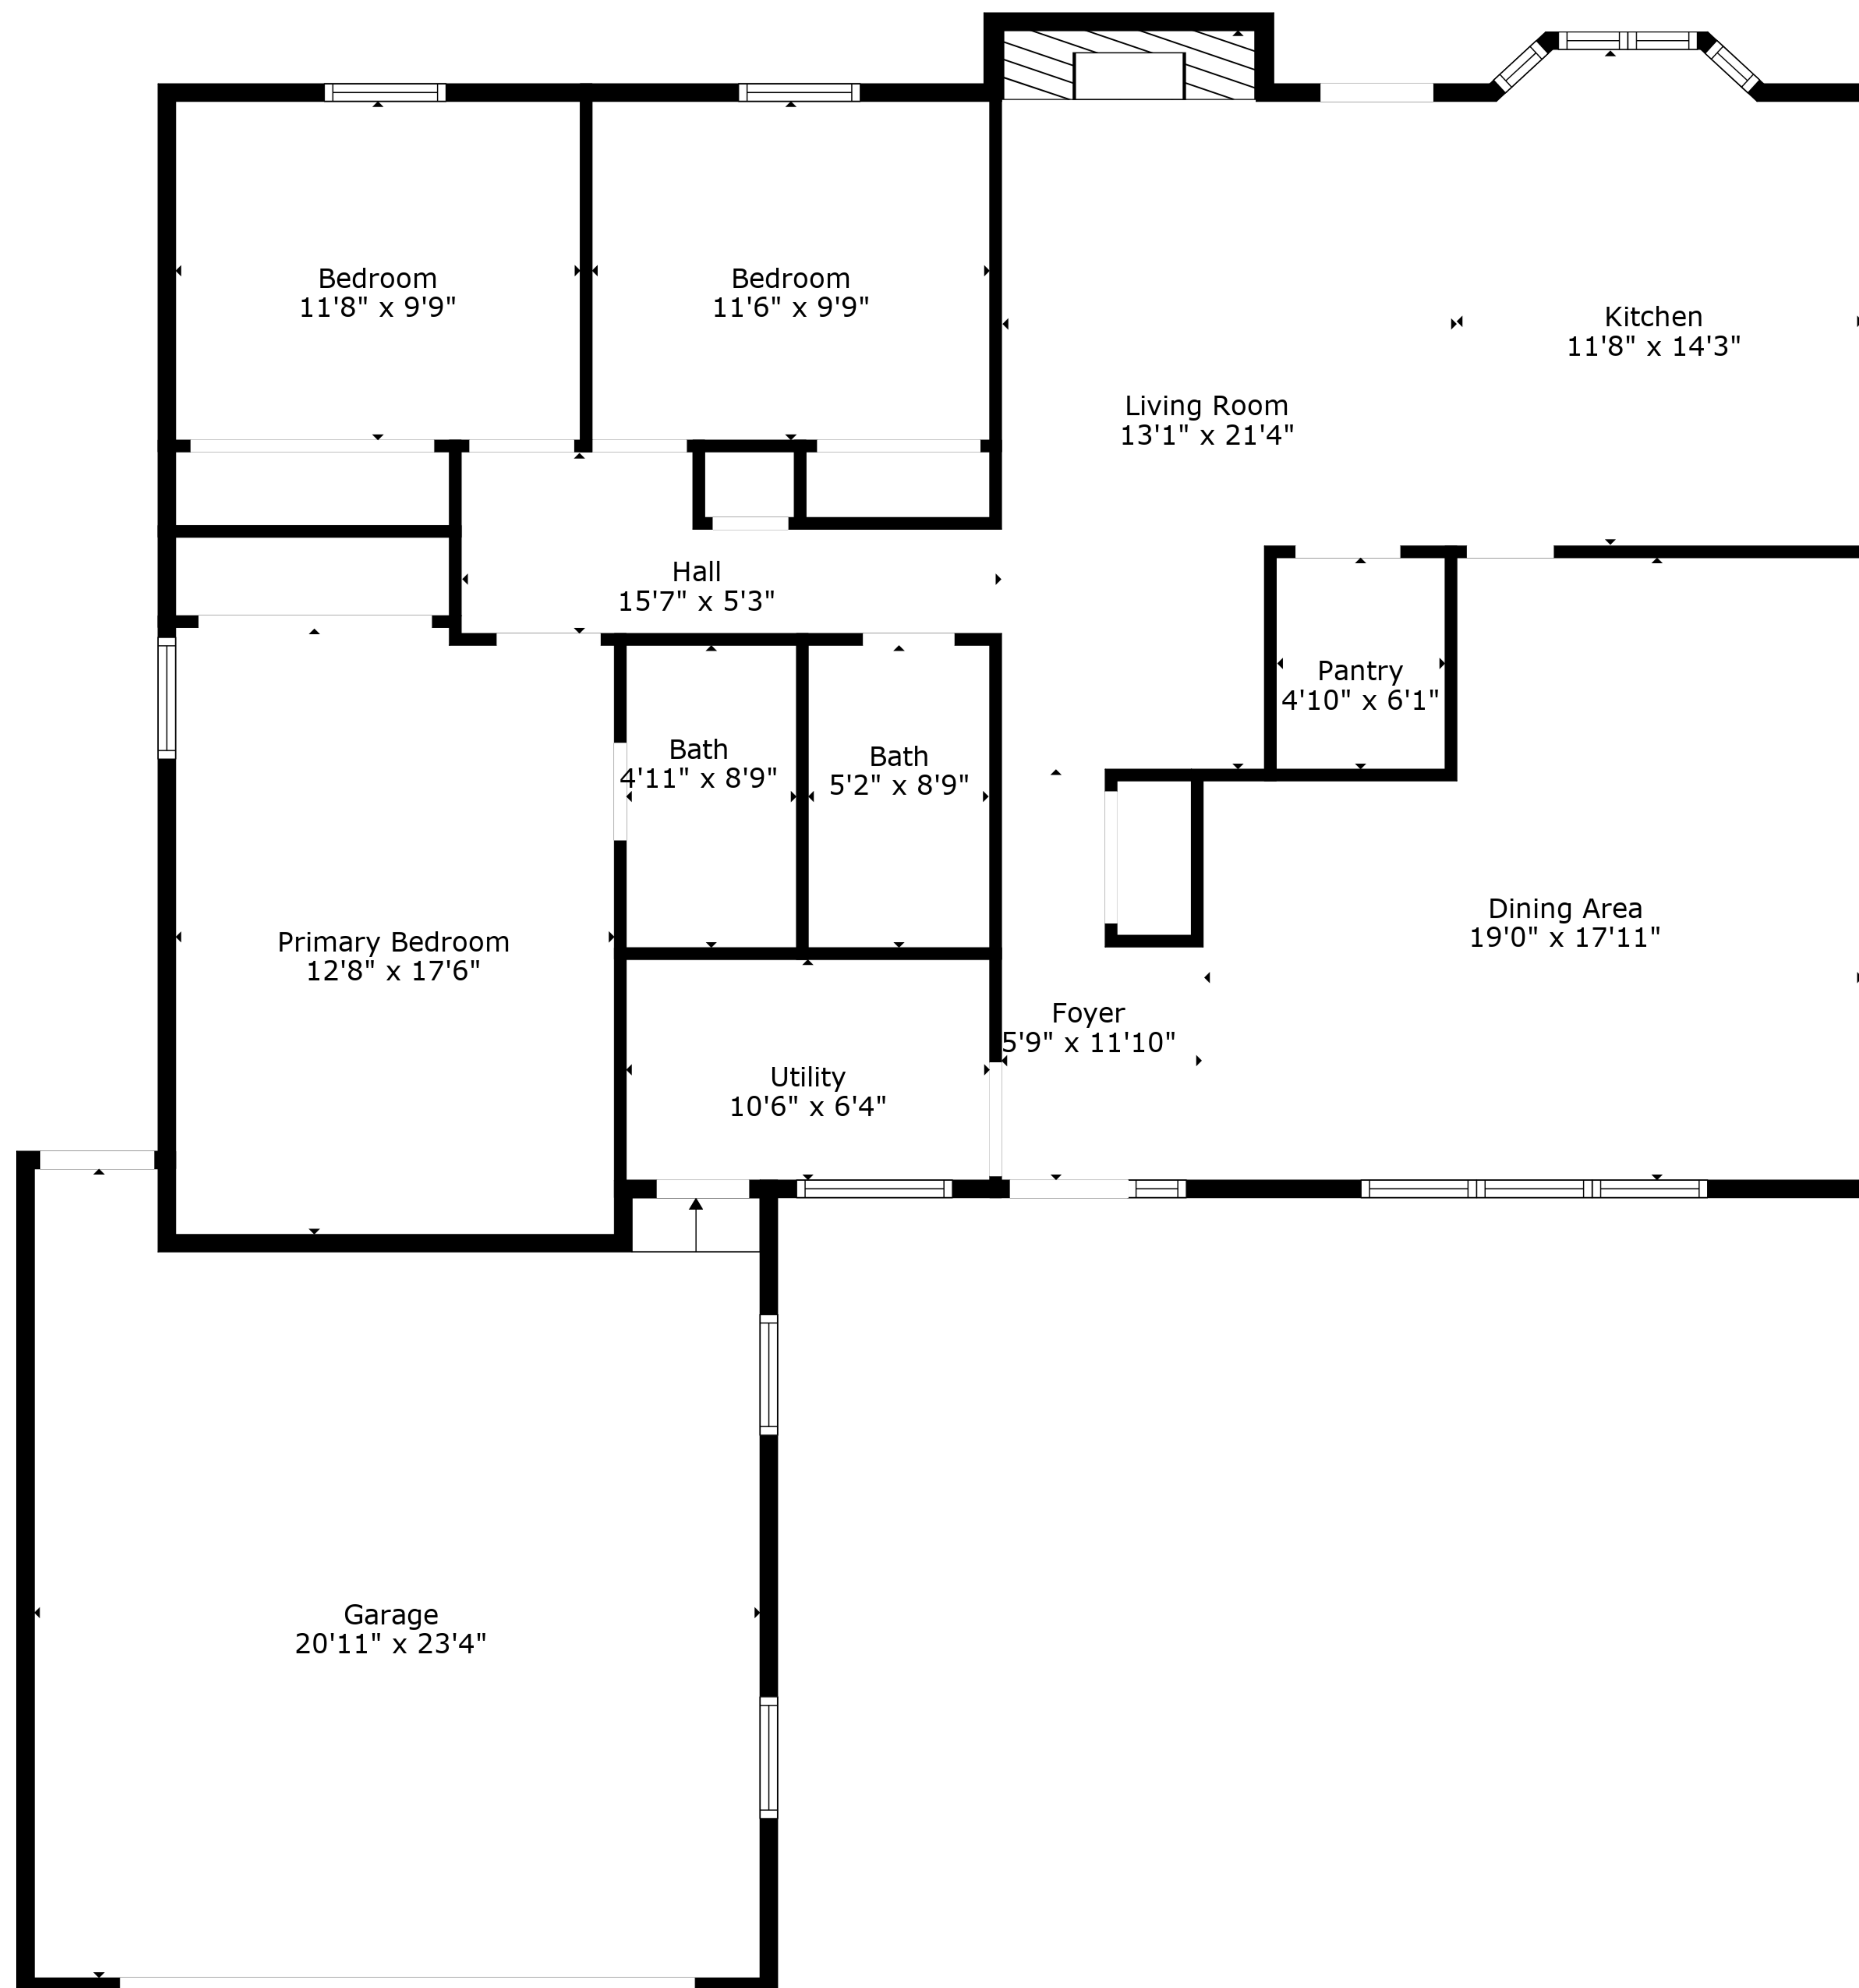 Bedroom
11'8" x 9'9"
Bedroom
11'6" x 9'9"
Kitchen
11'8" x 14'3"
Living Room
13'1" x 21'4"
Hall
15'7" x 5'3"
Pantry
4'10" x 6'1"
Bath
4'11" x 8'9"
Bath
5'2" x 8'9"
Primary Bedroom
12'8" x 17'6"
Dining Area
19'0" x 17'11"
Foyer
5'9" x 11'10"
Utility
10'6" x 6'4"
Garage
20'11" x 23'4"